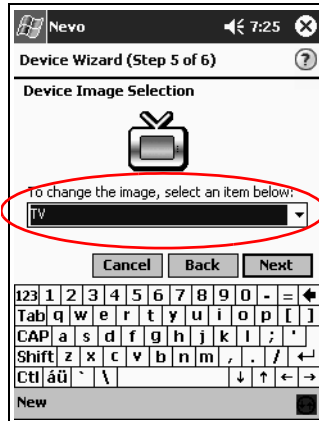 Nevo 7:25
Device Wizard (Step 5 of 6) ?
Device Image Selection
To change the image, select an item below:
TV
Cancel Back Next
123 1 2 3 4 5 6 7 8 9 0 - =
Tab q w e r t y u i o p [ ]
CAP a s d f g h j k l ; '
Shift z x c v b n m , . /
Ctl áü ` \
New